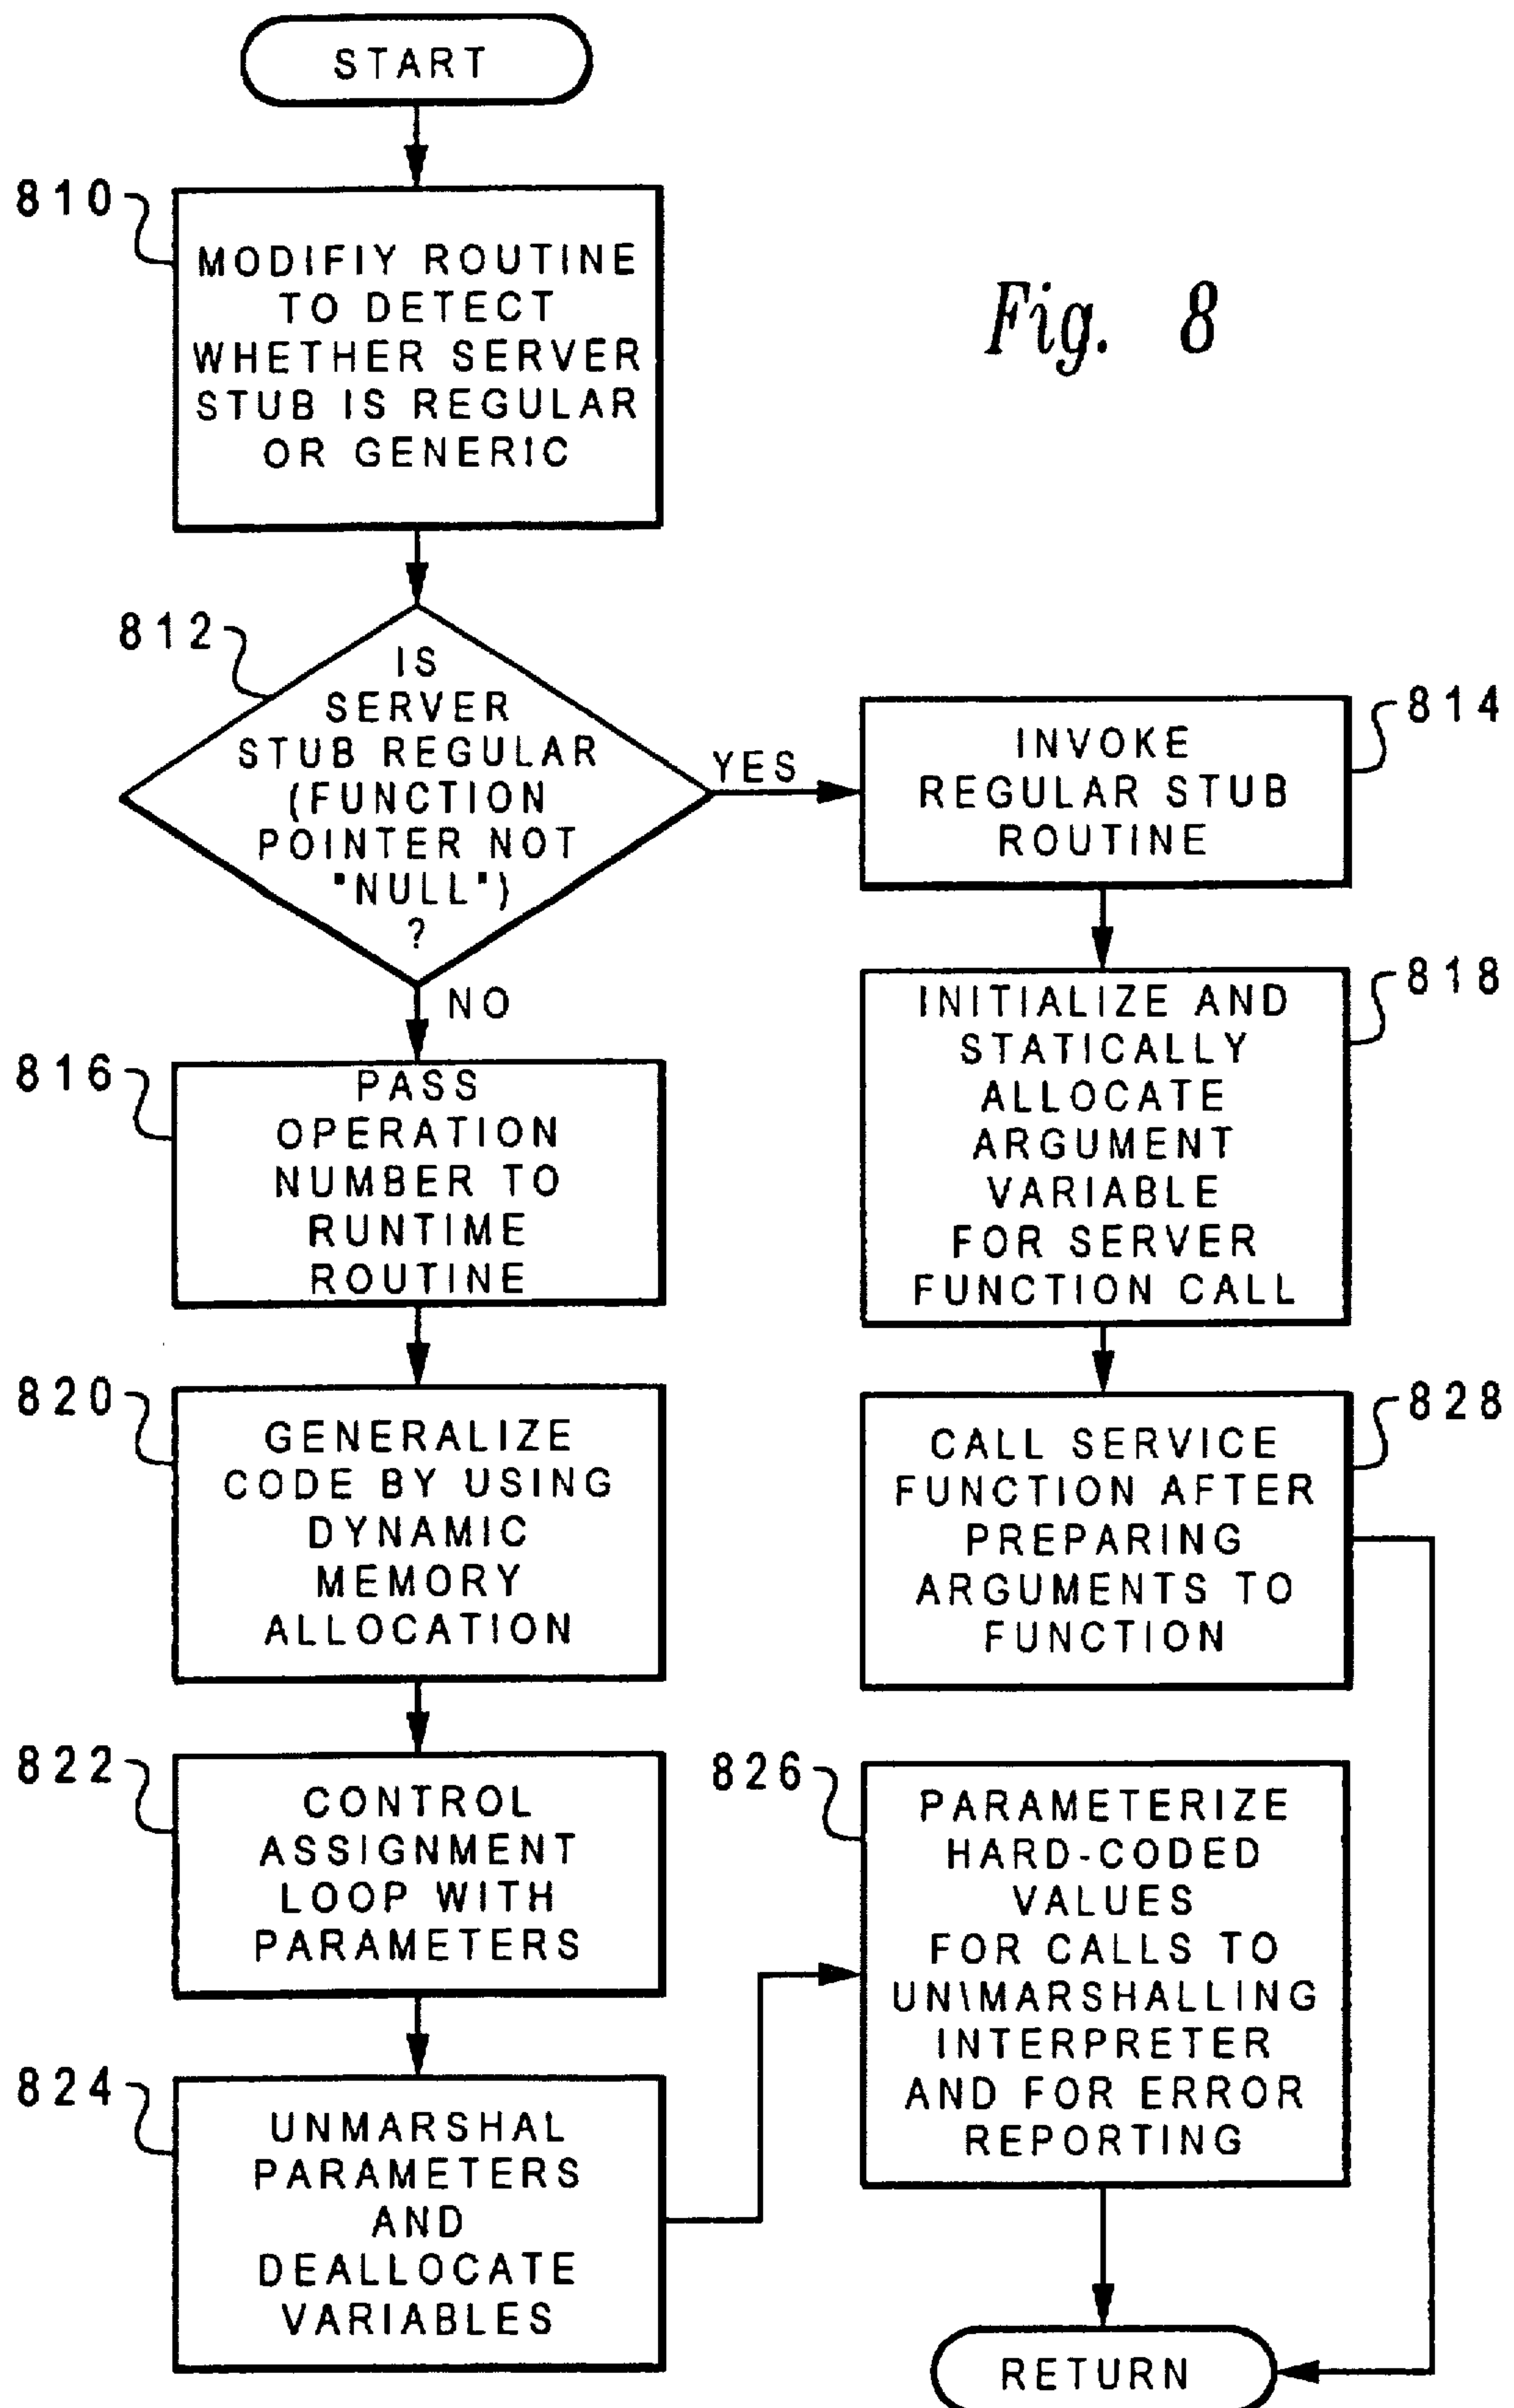 START
810
MODIFIY ROUTINE
TO DETECT
WHETHER SERVER
STUB IS REGULAR
OR GENERIC
Fig. 8
812
IS
SERVER
STUB REGULAR
(FUNCTION
POINTER NOT
"NULL")
?
YES
NO
814
INVOKE
REGULAR STUB
ROUTINE
816
PASS
OPERATION
NUMBER TO
RUNTIME
ROUTINE
818
INITIALIZE AND
STATICALLY
ALLOCATE
ARGUMENT
VARIABLE
FOR SERVER
FUNCTION CALL
820
GENERALIZE
CODE BY USING
DYNAMIC
MEMORY
ALLOCATION
828
CALL SERVICE
FUNCTION AFTER
PREPARING
ARGUMENTS TO
FUNCTION
822
CONTROL
ASSIGNMENT
LOOP WITH
PARAMETERS
824
UNMARSHAL
PARAMETERS
AND
DEALLOCATE
VARIABLES
826
PARAMETERIZE
HARD-CODED
VALUES
FOR CALLS TO
UN\MARSHALLING
INTERPRETER
AND FOR ERROR
REPORTING
RETURN